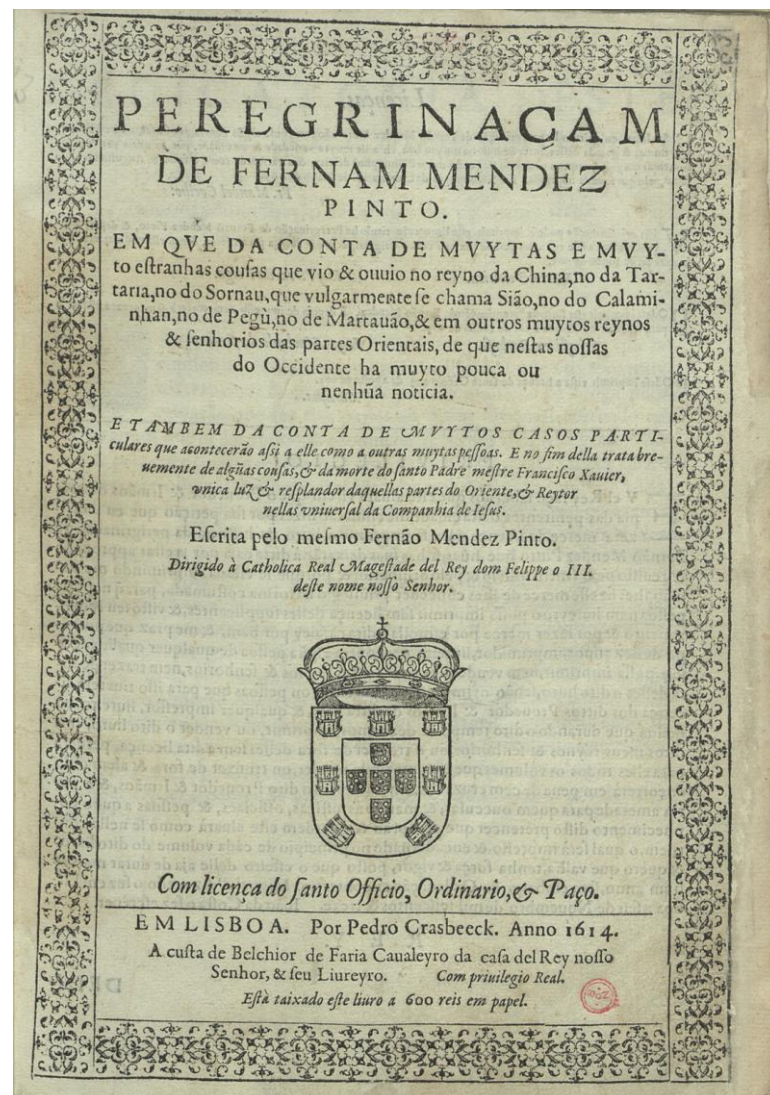 PEREGRINAÇAM
DE FERNAM MENDEZ
PINTO.
EM QVE DA CONTA DE MVYTAS E MVY-
to eſtranhas couſas que vio & ouuio no reyno da China, no da Tar-
taria, no do Sornau, que vulgarmente ſe chama Sião, no do Calami-
nhan, no de Pegù, no de Martauão, & em outros muytos reynos
& ſenhorios das partes Orientais, de que neſtas noſſas
do Occidente ha muyto pouca ou
nenhũa noticia.
E TAMBEM DA CONTA DE MVYTOS CASOS PARTI-
culares que acontecerão aſsi a elle como a outras muytas peſſoas. E no fim della trata bre-
uemente de algũas couſas, & da morte do ſanto Padre meſtre Franciſco Xauier,
vnica luz & reſplandor daquellas partes do Oriente, & Reytor
nellas vniuerſal da Companhia de Ieſus.
Eſcrita pelo meſmo Fernão Mendez Pinto.
Dirigido à Catholica Real Mageſtade del Rey dom Felippe o III.
deſte nome noſſo Senhor.
Com licença do ſanto Officio, Ordinario, & Paço.
EM LISBOA. Por Pedro Crasbeeck. Anno 1614.
A cuſta de Belchior de Faria Caualeyro da caſa del Rey noſſo
Senhor, & ſeu Liureyro. Com priuilegio Real.
Eſtà taixado eſte liuro a 600 reis em papel.